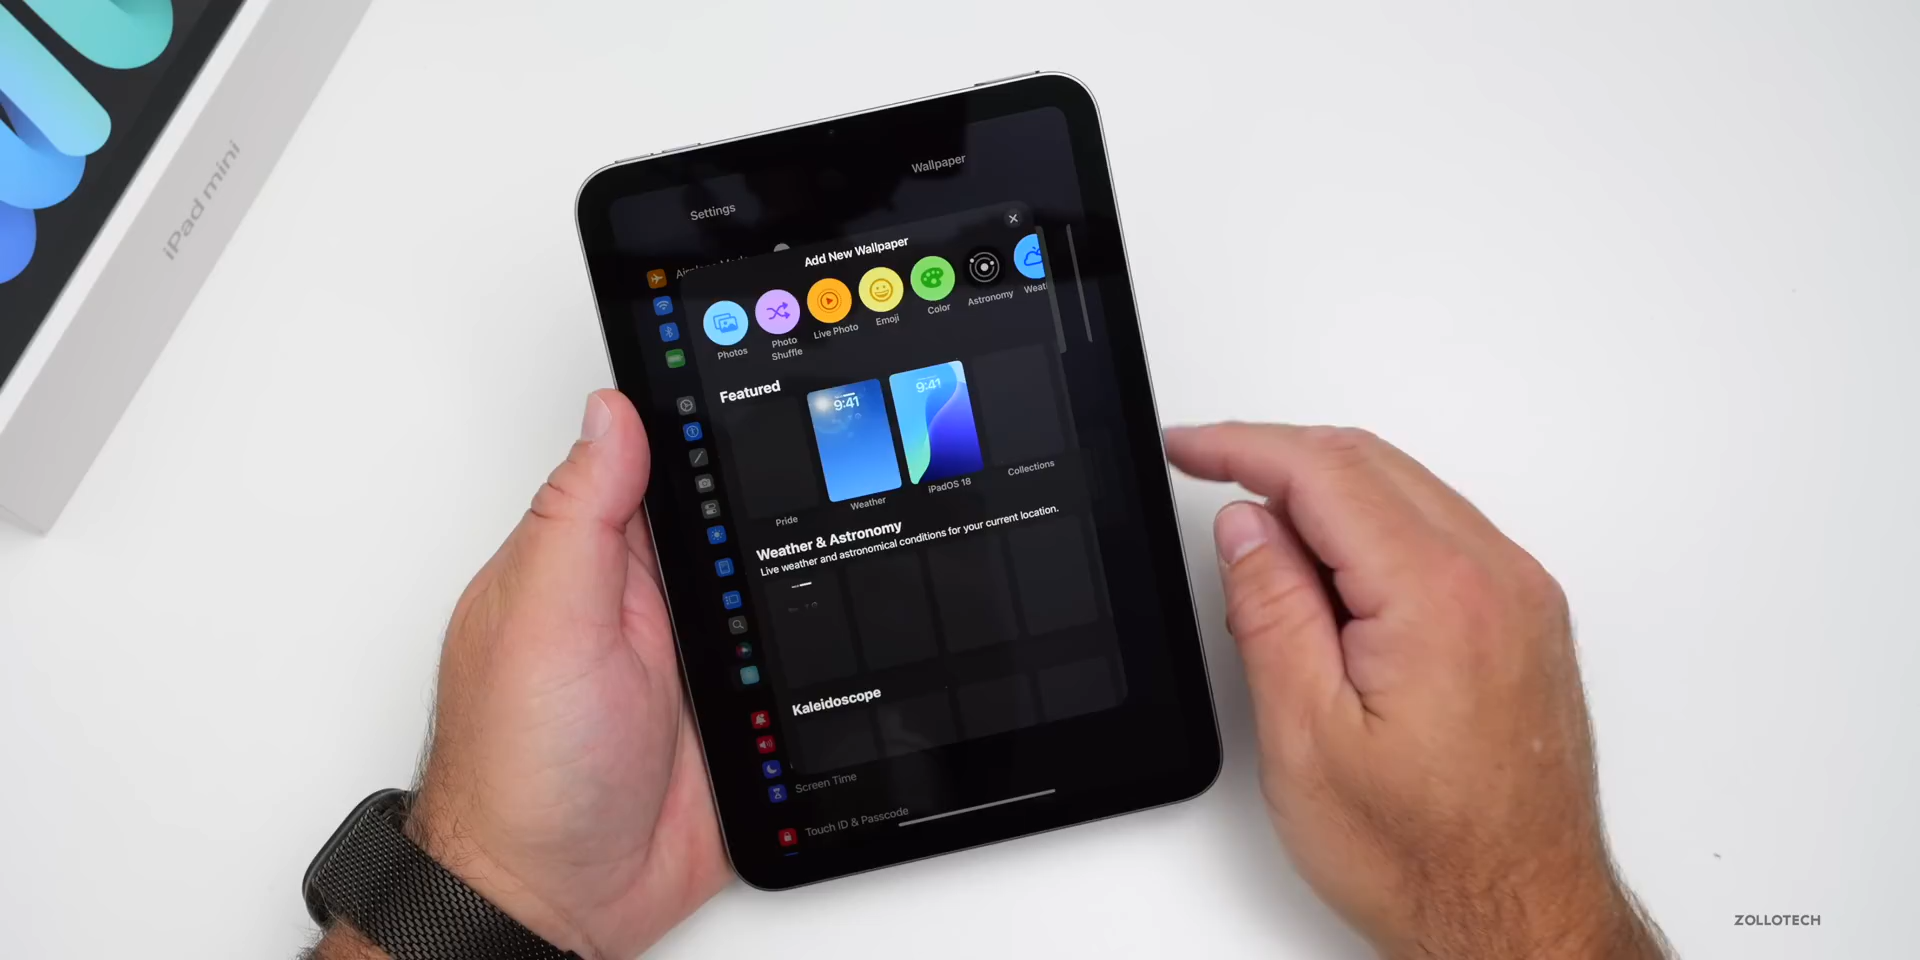 iPad mini
Wallpaper
Settings
Add New Wallpaper
Photos
Photo
Shuffle
Live Photo
Emoji
Color
Astronomy
Weat
Featured
9:41
9:41
Pride
Weather
iPadOS 18
Collections
Weather & Astronomy
Live weather and astronomical conditions for your current location.
Kaleidoscope
Screen Time
Touch ID & Passcode
ZOLLOTECH